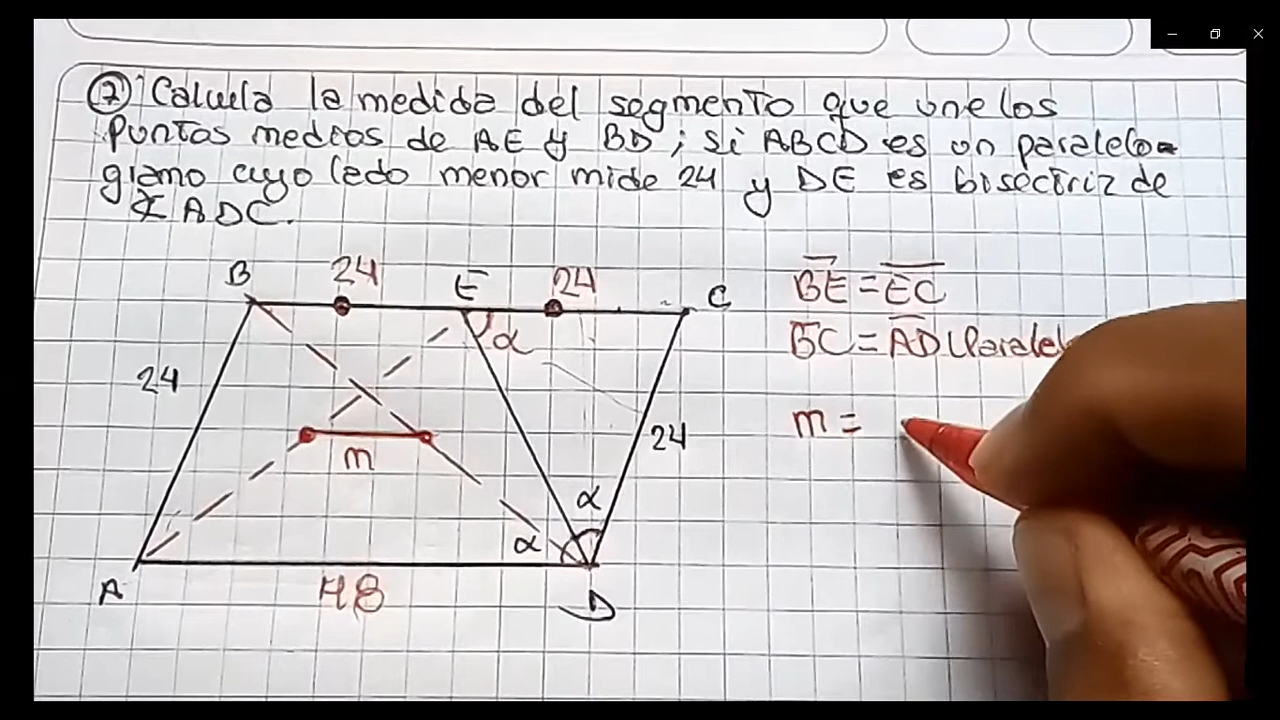 ⑦ Calcula la medida del segmento que une los
puntos medios de AE y BD; si ABCD es un paralelo-
gramo cuyo lado menor mide 24 y DE es bisectriz de
∡ ADC.
B 24 E 24 C
α
24
24
m
α
α
A 48 D
BE = EC
BC = AD (Paralel
m =